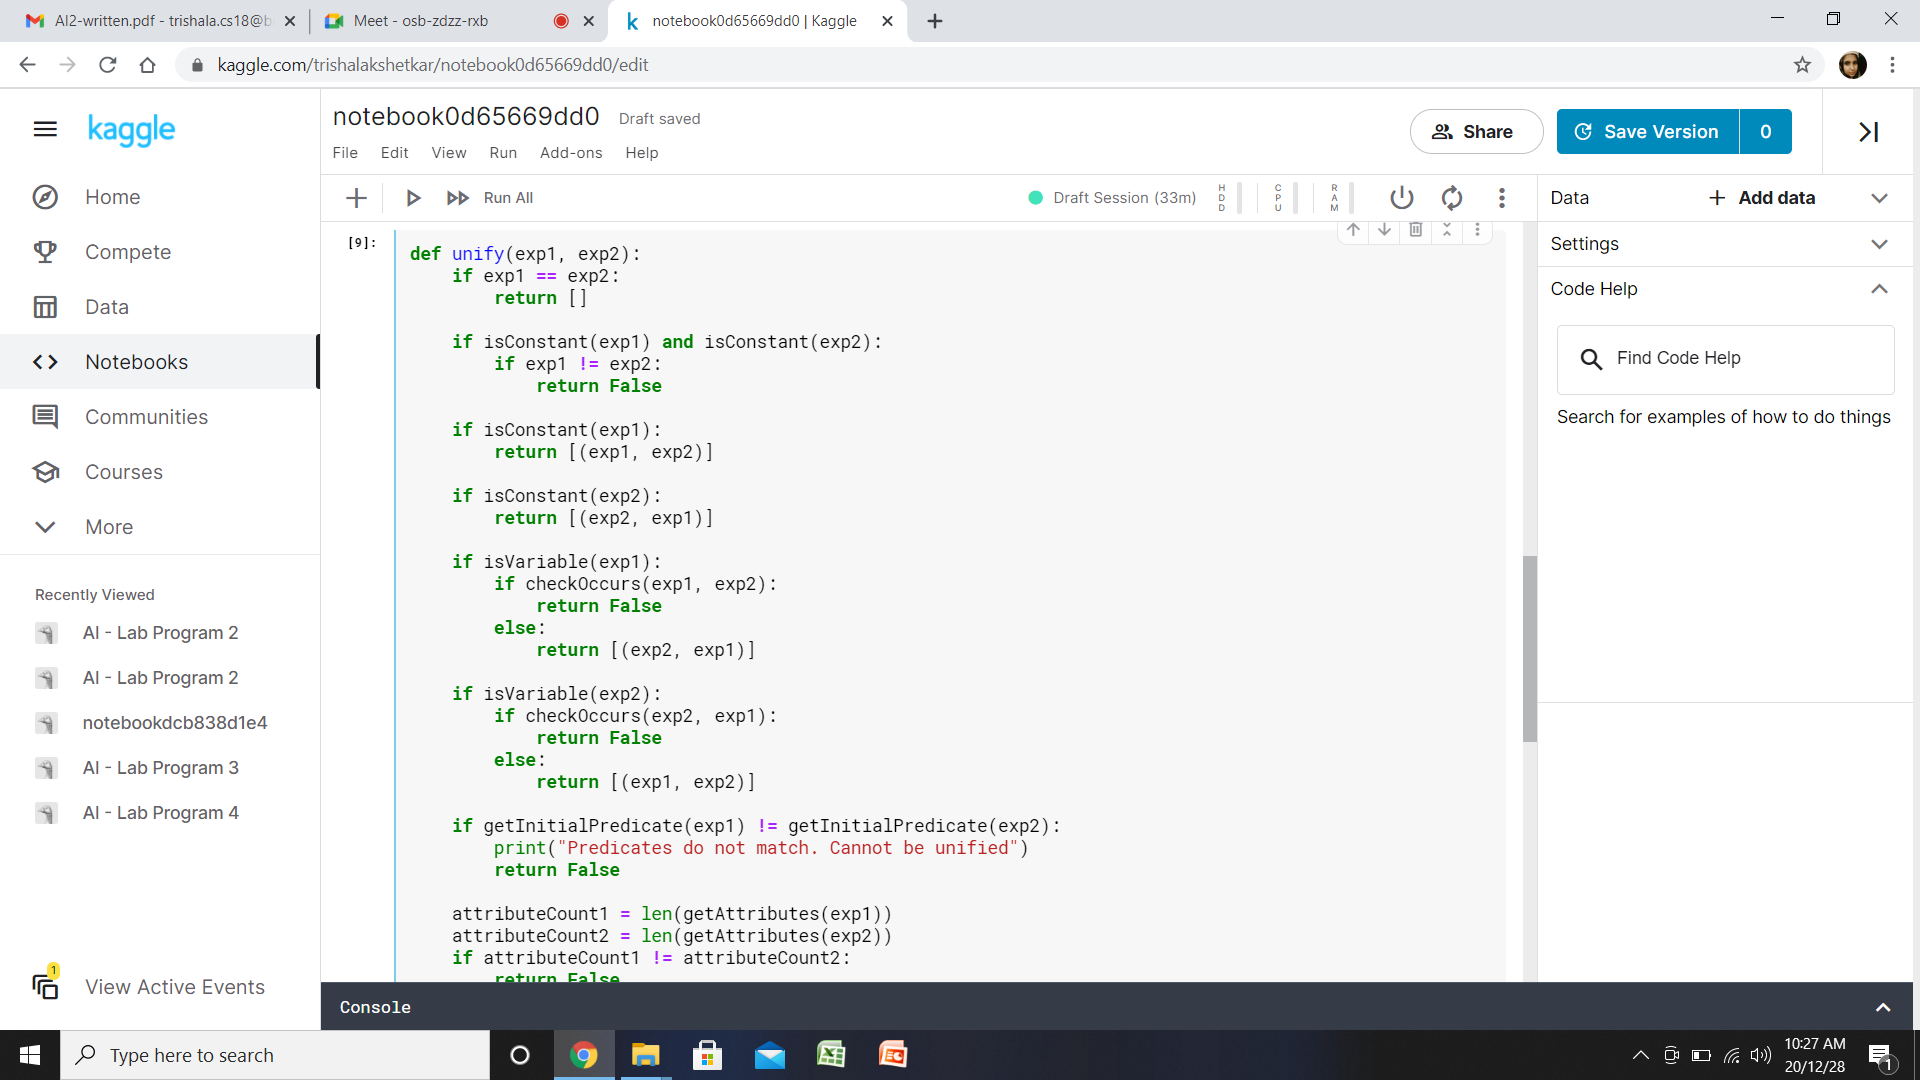 AI2-written.pdf - trishala.cs18@b
Meet - osb-zdzz-rxb
notebook0d65669dd0 | Kaggle
kaggle.com/trishalakshetkar/notebook0d65669dd0/edit
kaggle
Home
Compete
Data
Notebooks
Communities
Courses
More
Recently Viewed
AI - Lab Program 2
AI - Lab Program 2
notebookdcb838d1e4
AI - Lab Program 3
AI - Lab Program 4
1
View Active Events
notebook0d65669dd0 Draft saved
File Edit View Run Add-ons Help
Share
Save Version 0
Run All
Draft Session (33m)
HDD
CPU
RAM
[9]:
def unify(exp1, exp2):
    if exp1 == exp2:
        return []
    if isConstant(exp1) and isConstant(exp2):
        if exp1 != exp2:
            return False
    if isConstant(exp1):
        return [(exp1, exp2)]
    if isConstant(exp2):
        return [(exp2, exp1)]
    if isVariable(exp1):
        if checkOccurs(exp1, exp2):
            return False
        else:
            return [(exp2, exp1)]
    if isVariable(exp2):
        if checkOccurs(exp2, exp1):
            return False
        else:
            return [(exp1, exp2)]
    if getInitialPredicate(exp1) != getInitialPredicate(exp2):
        print("Predicates do not match. Cannot be unified")
        return False
    attributeCount1 = len(getAttributes(exp1))
    attributeCount2 = len(getAttributes(exp2))
    if attributeCount1 != attributeCount2:
        return False
Data
Add data
Settings
Code Help
Find Code Help
Search for examples of how to do things
Console
Type here to search
10:27 AM
20/12/28
1